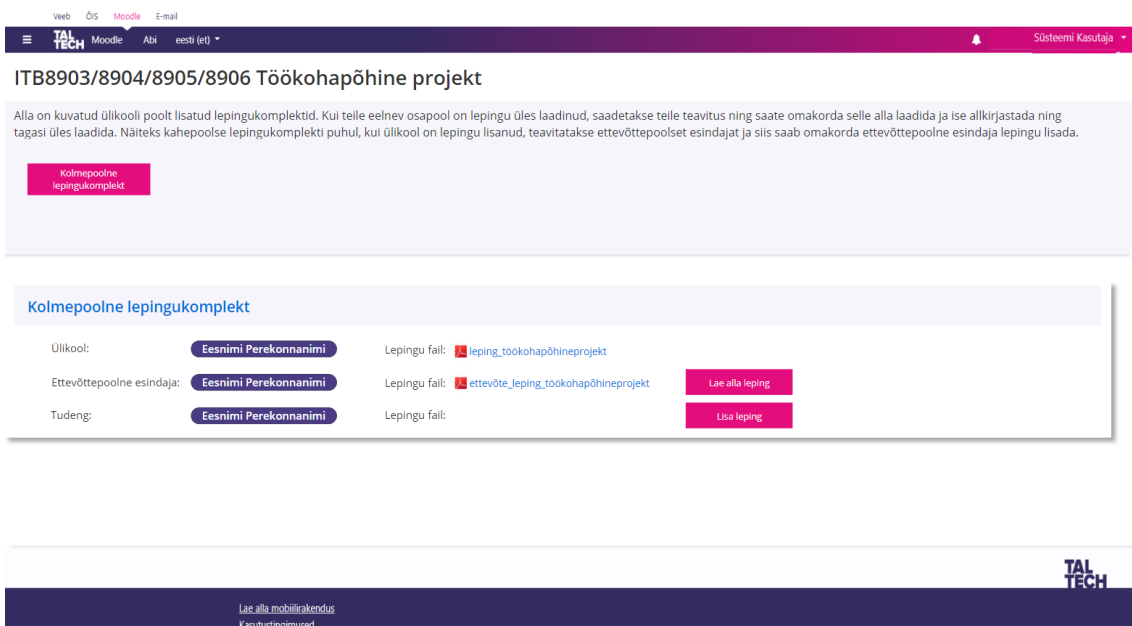 Veeb ÕIS Moodle E-mail
TAL TECH Moodle Abi eesti (et) Süsteemi Kasutaja
ITB8903/8904/8905/8906 Töökohapõhine projekt
Alla on kuvatud ülikooli poolt lisatud lepingukomplektid. Kui teile eelnev osapool on lepingu üles laadinud, saadetakse teile teavitus ning saate omakorda selle alla laadida ja ise allkirjastada ning
tagasi üles laadida. Näiteks kahepoolse lepingukomplekti puhul, kui ülikool on lepingu lisanud, teavitatakse ettevõttepoolset esindajat ja siis saab omakorda ettevõttepoolne esindaja lepingu lisada.
Kolmepoolne
lepingukomplekt
Kolmepoolne lepingukomplekt
Ülikool: Eesnimi Perekonnanimi Lepingu fail: leping_töökohapõhineprojekt
Ettevõttepoolne esindaja: Eesnimi Perekonnanimi Lepingu fail: ettevõte_leping_töökohapõhineprojekt Lae alla leping
Tudeng: Eesnimi Perekonnanimi Lepingu fail: Lisa leping
TAL
TECH
Lae alla mobiilirakendus
Kasutustingimused